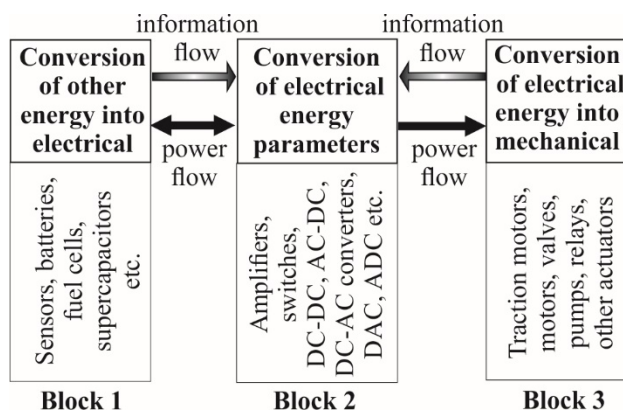 information
flow
information
flow
Conversion
of other
energy into
electrical
Conversion
of electrical
energy
parameters
Conversion
of electrical
energy into
mechanical
power
flow
power
flow
Sensors, batteries,
fuel cells,
supercapacitors
etc.
Amplifiers,
switches,
DC-DC, AC-DC,
DC-AC converters,
DAC, ADC etc.
Traction motors,
motors, valves,
pumps, relays,
other actuators
Block 1
Block 2
Block 3